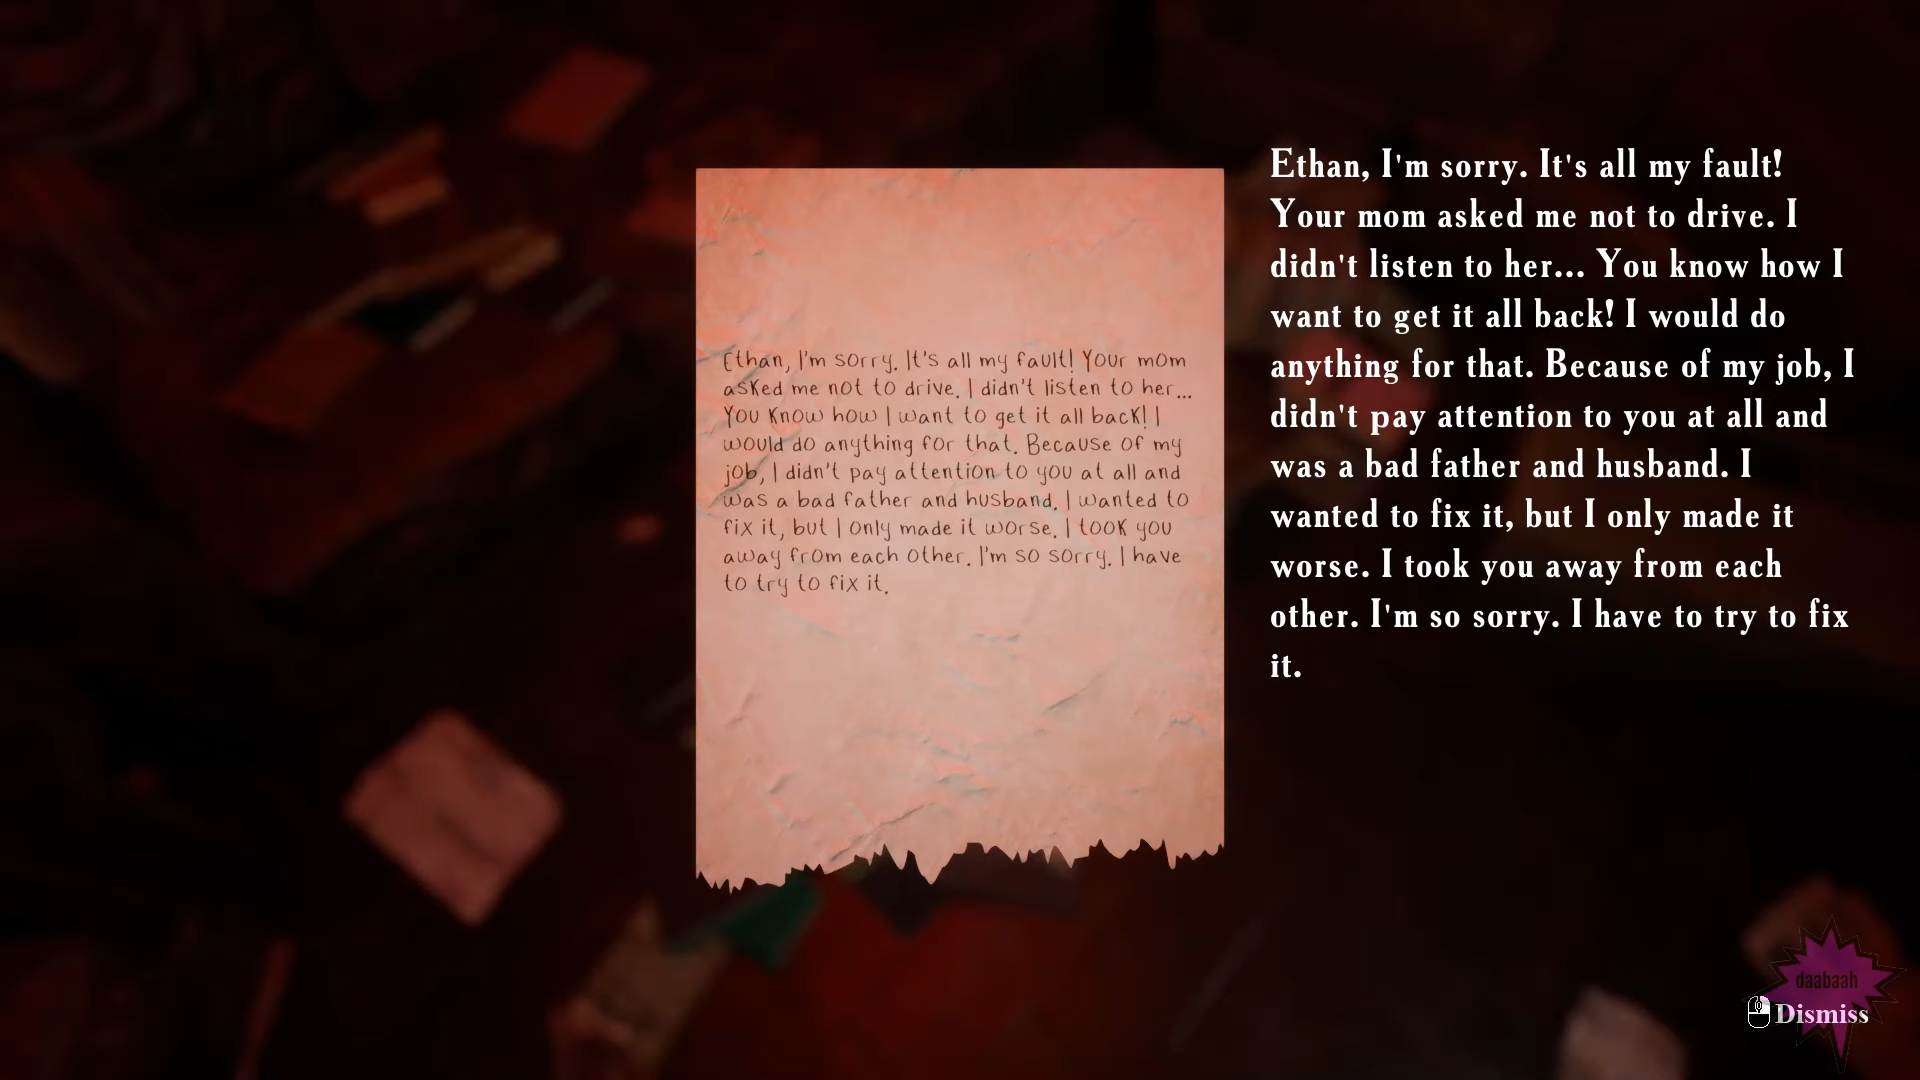 Ethan, I'm sorry. It's all my fault! Your mom
asked me not to drive. I didn't listen to her...
You know how I want to get it all back! I
would do anything for that. Because of my
job, I didn't pay attention to you at all and
was a bad father and husband. I wanted to
fix it, but I only made it worse. I took you
away from each other. I'm so sorry. I have
to try to fix it.
Ethan, I'm sorry. It's all my fault!
Your mom asked me not to drive. I
didn't listen to her... You know how I
want to get it all back! I would do
anything for that. Because of my job, I
didn't pay attention to you at all and
was a bad father and husband. I
wanted to fix it, but I only made it
worse. I took you away from each
other. I'm so sorry. I have to try to fix
it.
daabaah
Dismiss